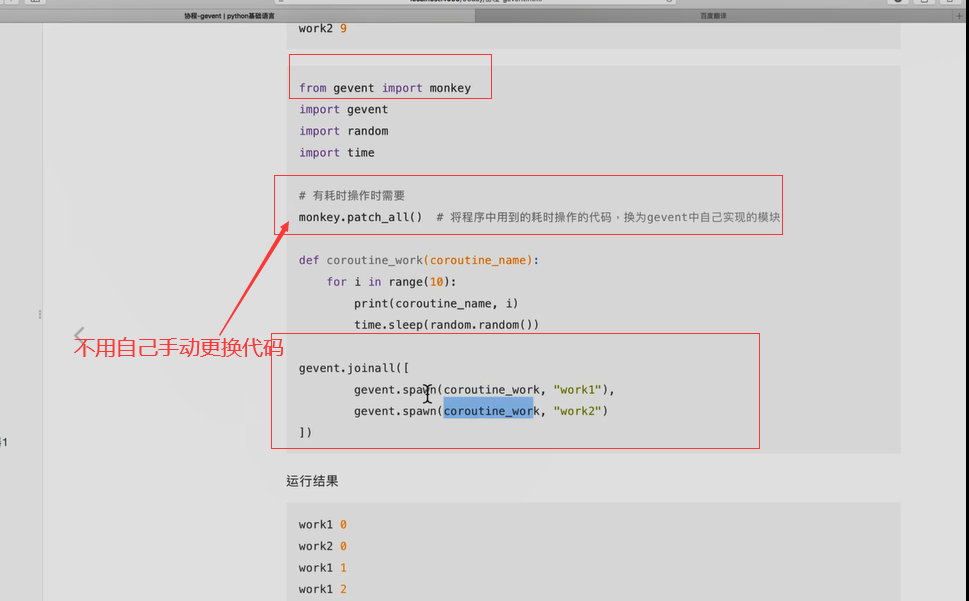 协程-gevent | python基础语言
百度翻译
work2 9
from gevent import monkey
import gevent
import random
import time
# 有耗时操作时需要
monkey.patch_all()  # 将程序中用到的耗时操作的代码，换为gevent中自己实现的模块
def coroutine_work(coroutine_name):
for i in range(10):
print(coroutine_name, i)
time.sleep(random.random())
不用自己手动更换代码
gevent.joinall([
gevent.spawn(coroutine_work, "work1"),
gevent.spawn(coroutine_work, "work2")
])
运行结果
work1 0
work2 0
work1 1
work1 2